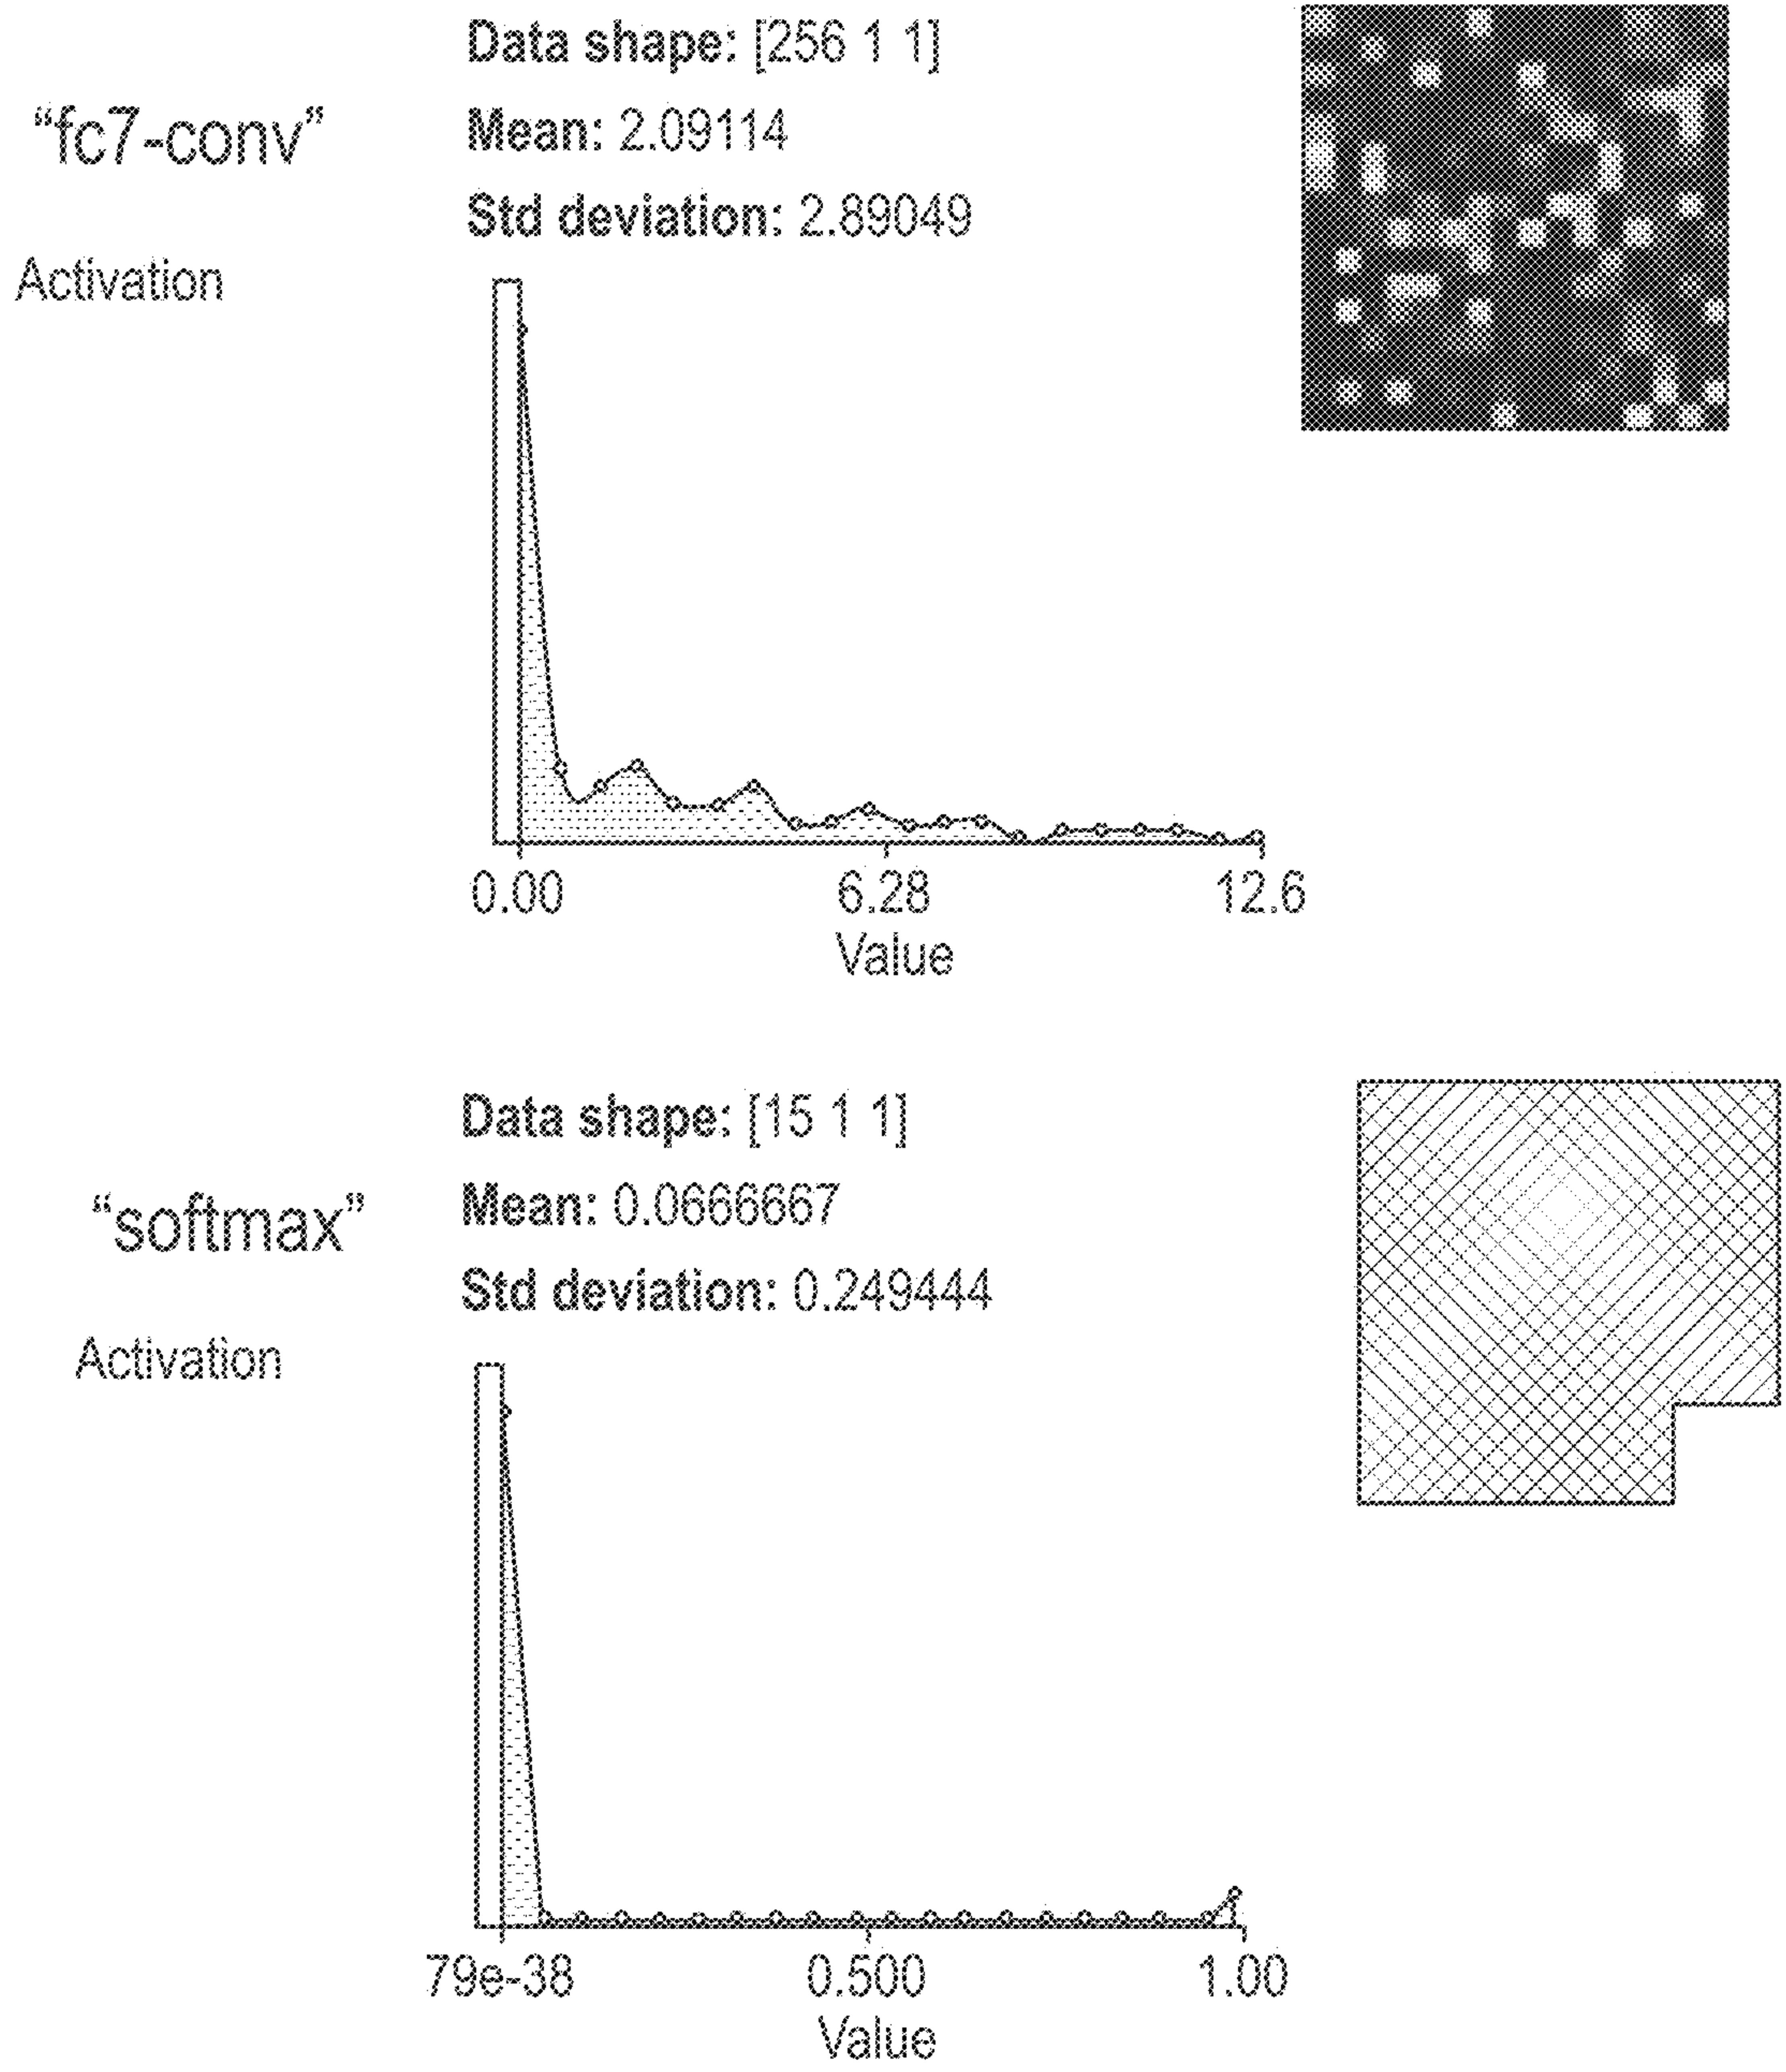 Data shape: [256 1 1]
“fc7-conv”
Mean: 2.09114
Std deviation: 2.89049
Activation
0.00 6.28 12.6
Value
Data shape: [15 1 1]
“softmax”
Mean: 0.0666667
Std deviation: 0.249444
Activation
79e-38 0.500 1.00
Value